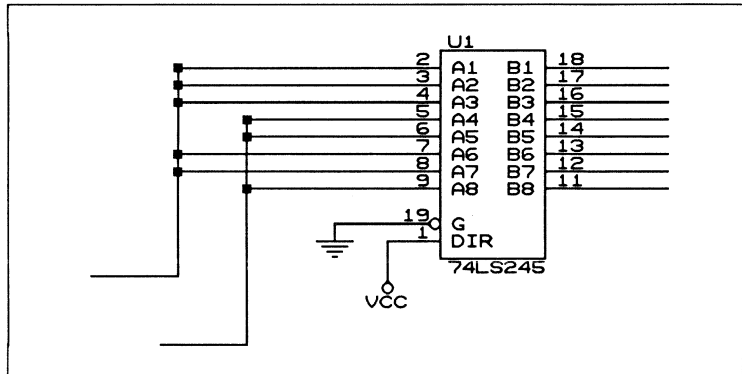 U1
2 A1 B1 18
3 A2 B2 17
4 A3 B3 16
5 A4 B4 15
6 A5 B5 14
7 A6 B6 13
8 A7 B7 12
9 A8 B8 11
19 G
1 DIR
74LS245
VCC